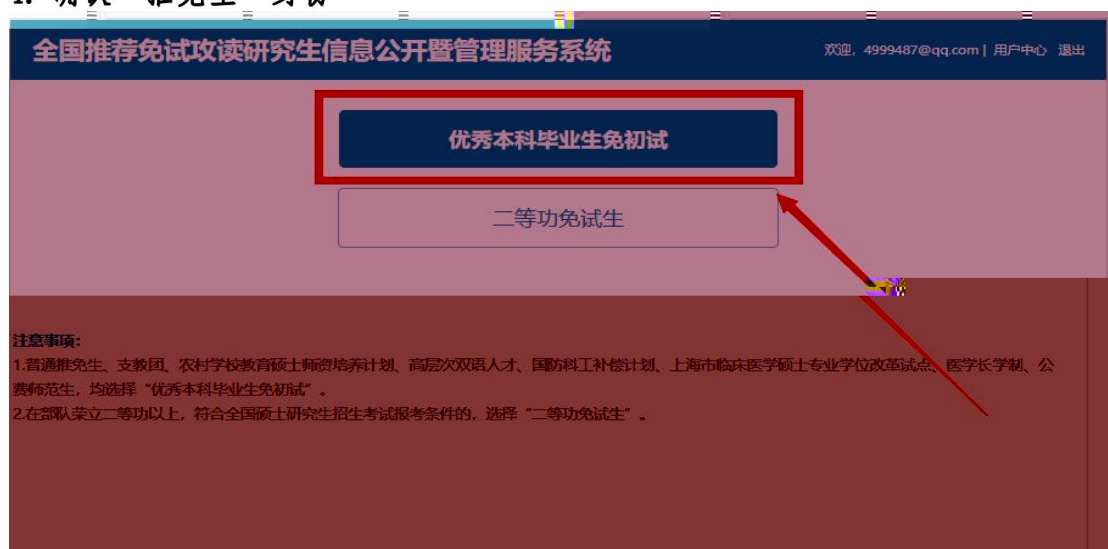 全国推荐免试攻读研究生信息公开暨管理服务系统
欢迎, 4999487@qq.com | 用户中心 退出
优秀本科毕业生免初试
二等功免试生
注意事项:
1.普通推免生、支教团、农村学校教育硕士师资培养计划、高层次双语人才、国防科工补偿计划、上海市临床医学硕士专业学位改革试点、医学长学制、公
费师范生, 均选择“优秀本科毕业生免初试”。
2.在部队荣立二等功以上, 符合全国硕士研究生招生考试报考条件的, 选择“二等功免试生”。